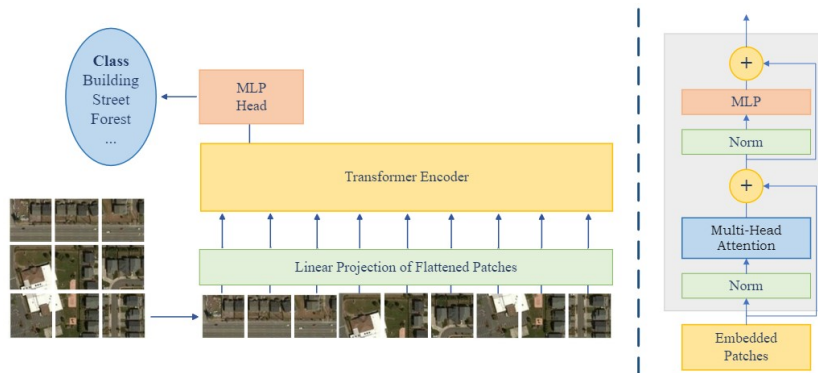 Class
Building
Street
Forest
...
MLP
Head
Transformer Encoder
Linear Projection of Flattened Patches
+
MLP
Norm
+
Multi-Head
Attention
Norm
Embedded
Patches